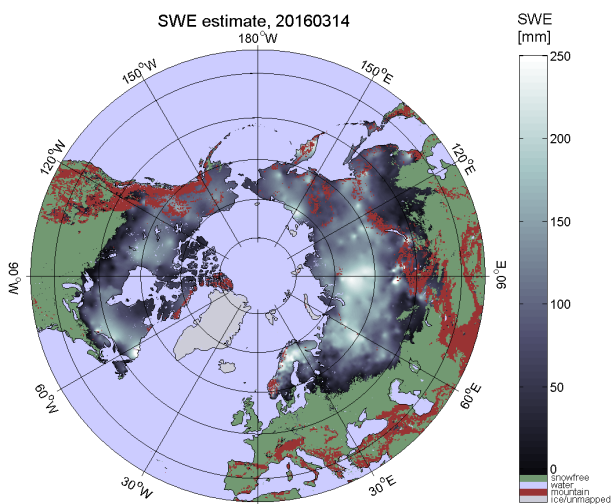 SWE estimate, 20160314
180°W
150°W
150°E
120°W
120°E
90°W
90°E
60°W
60°E
30°W
30°E
SWE
[mm]
250
200
150
100
50
0
snowfree
water
mountain
ice/unmapped